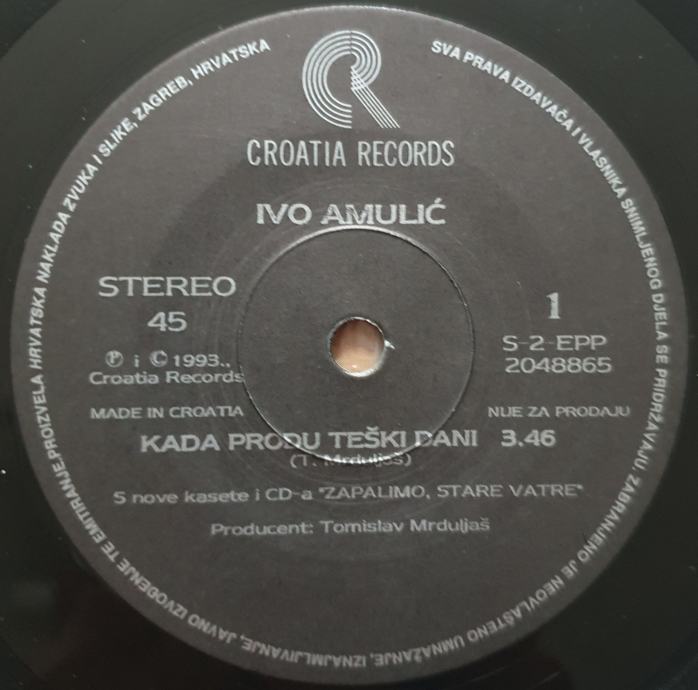 PROIZVELA HRVATSKA NAKLADA ZVUKA I SLIKE, ZAGREB, HRVATSKA
SVA PRAVA IZDAVAČA I VLASNIKA SNIMLJENOG DJELA SE PRIDRŽAVAJU. ZABRANJENO JE NEOVLAŠTENO UMNAŽANJE, IZNAJMLJIVANJE, JAVNO IZVOĐENJE TE EMITIRANJE.
CROATIA RECORDS
IVO AMULIĆ
STEREO
45
1
S-2-EPP
2048865
℗ i © 1993..
Croatia Records
MADE IN CROATIA
NIJE ZA PRODAJU
KADA PROĐU TEŠKI DANI 3.46
(T. Mrduljaš)
S nove kasete i CD-a "ZAPALIMO, STARE VATRE"
Producent: Tomislav Mrduljaš